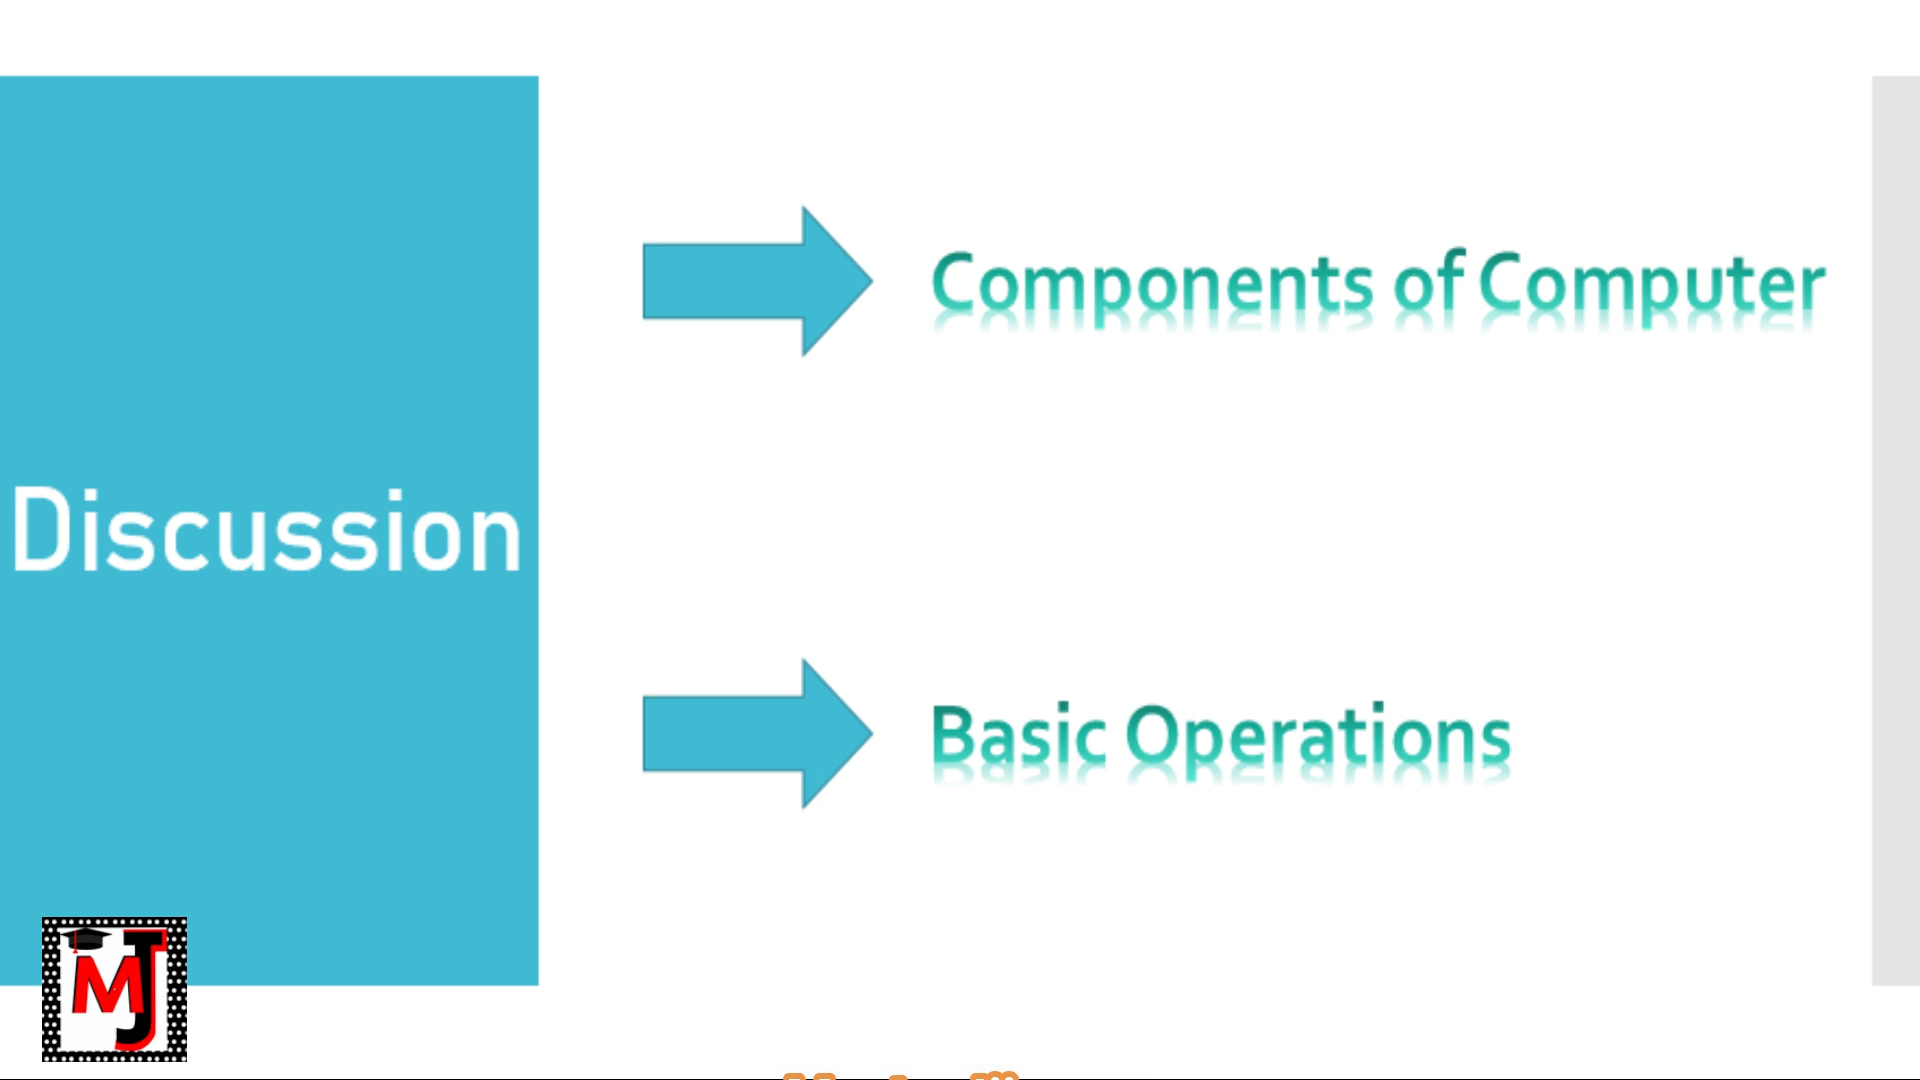 Discussion
Components of Computer
Basic Operations
MJ